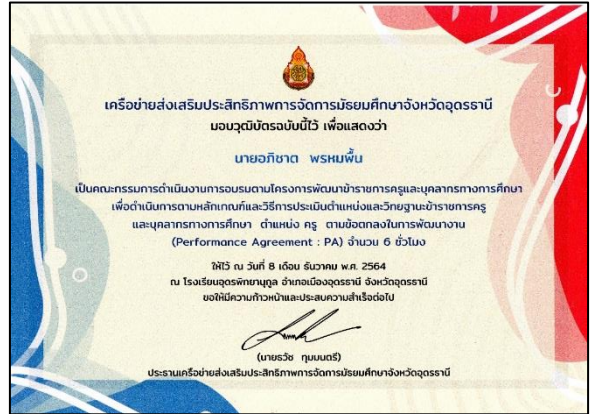 เครือข่ายส่งเสริมประสิทธิภาพการจัดการมัธยมศึกษาจังหวัดอุดรธานี
มอบวุฒิบัตรฉบับนี้ไว้ เพื่อแสดงว่า
นายอภิชาต พรหมพื้น
เป็นคณะกรรมการดำเนินงานการอบรมตามโครงการพัฒนาข้าราชการครูและบุคลากรทางการศึกษา
เพื่อดำเนินการตามหลักเกณฑ์และวิธีการประเมินตำแหน่งและวิทยฐานะข้าราชการครู
และบุคลากรทางการศึกษา ตำแหน่ง ครู ตามข้อตกลงในการพัฒนางาน
(Performance Agreement : PA) จำนวน 6 ชั่วโมง
ให้ไว้ ณ วันที่ 8 เดือน ธันวาคม พ.ศ. 2564
ณ โรงเรียนอุดรพิทยานุกูล อำเภอเมืองอุดรธานี จังหวัดอุดรธานี
ขอให้มีความก้าวหน้าและประสบความสำเร็จต่อไป
(นายธวัช ทุมมนตรี)
ประธานเครือข่ายส่งเสริมประสิทธิภาพการจัดการมัธยมศึกษาจังหวัดอุดรธานี